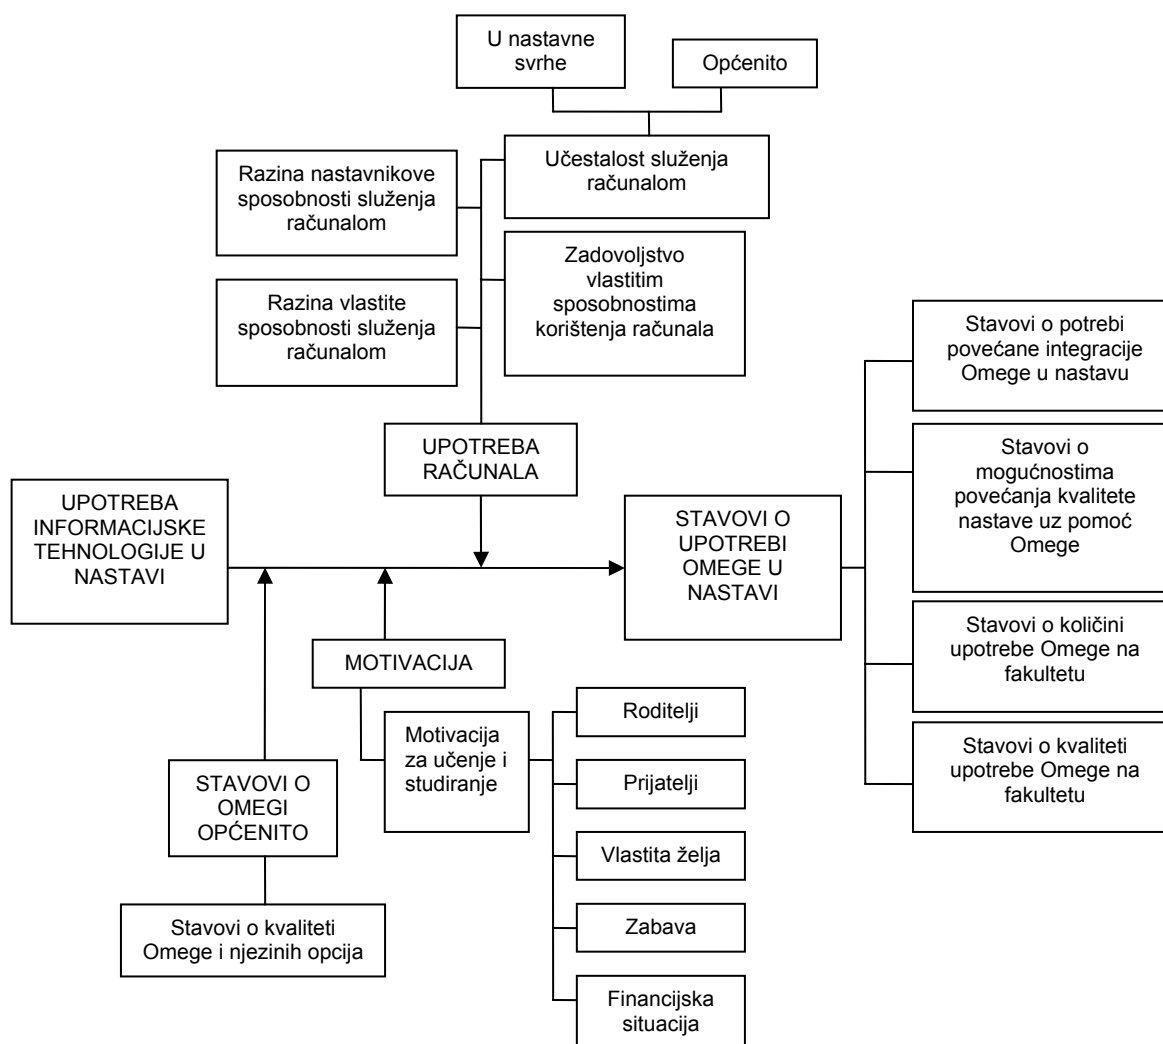 U nastavne
svrhe
Općenito
Učestalost služenja
računalom
Razina nastavnikove
sposobnosti služenja
računalom
Zadovoljstvo
vlastitim
sposobnostima
korištenja računala
Razina vlastite
sposobnosti služenja
računalom
Stavovi o potrebi
povećane integracije
Omege u nastavu
UPOTREBA
RAČUNALA
Stavovi o
mogućnostima
povećanja kvalitete
nastave uz pomoć
Omege
UPOTREBA
INFORMACIJSKE
TEHNOLOGIJE U
NASTAVI
STAVOVI O
UPOTREBI
OMEGE U
NASTAVI
Stavovi o količini
upotrebe Omege na
fakultetu
MOTIVACIJA
Motivacija
za učenje i
studiranje
Roditelji
Stavovi o kvaliteti
upotrebe Omege na
fakultetu
STAVOVI O
OMEGI
OPĆENITO
Prijatelji
Vlastita želja
Stavovi o kvaliteti
Omege i njezinih opcija
Zabava
Financijska
situacija